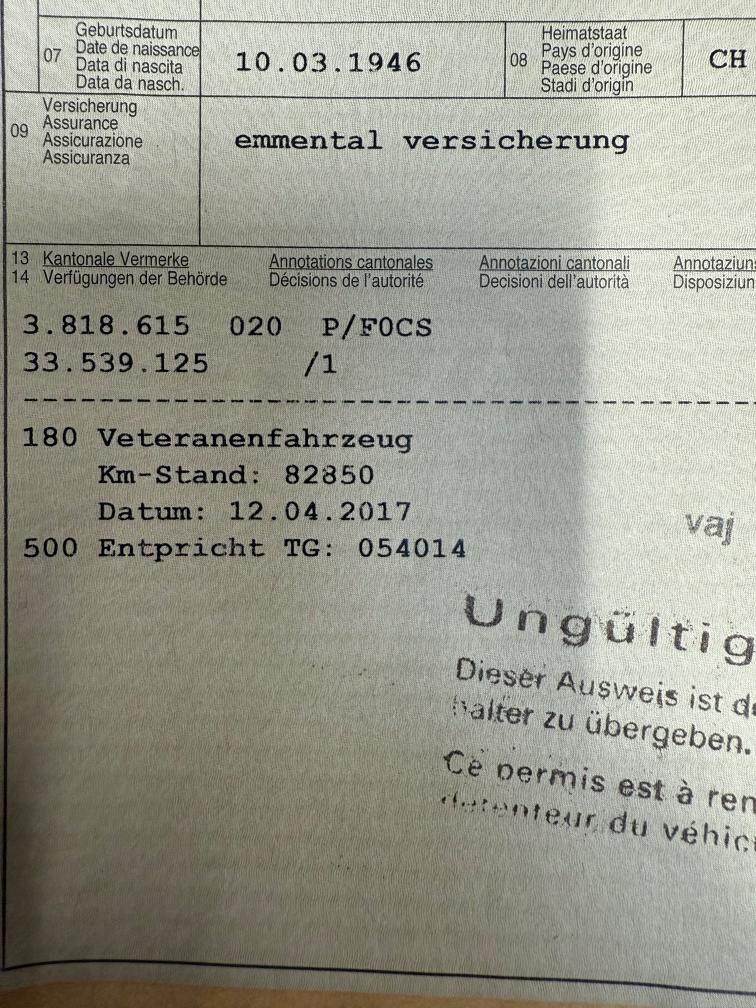 07 Geburtsdatum
Date de naissance
Data di nascita
Data da nasch.
10.03.1946
08 Heimatstaat
Pays d'origine
Paese d'origine
Stadi d'origin
CH
09 Versicherung
Assurance
Assicurazione
Assicuranza
emmental versicherung
13 Kantonale Vermerke Annotations cantonales Annotazioni cantonali Annotaziun
14 Verfügungen der Behörde Décisions de l'autorité Decisioni dell'autorità Disposiziun
3.818.615 020 P/F0CS
33.539.125 /1
180 Veteranenfahrzeug
Km-Stand: 82850
Datum: 12.04.2017
vaj
500 Entpricht TG: 054014
Ungültig
Dieser Ausweis ist d
halter zu übergeben.
Ce permis est à ren
détenteur du véhic